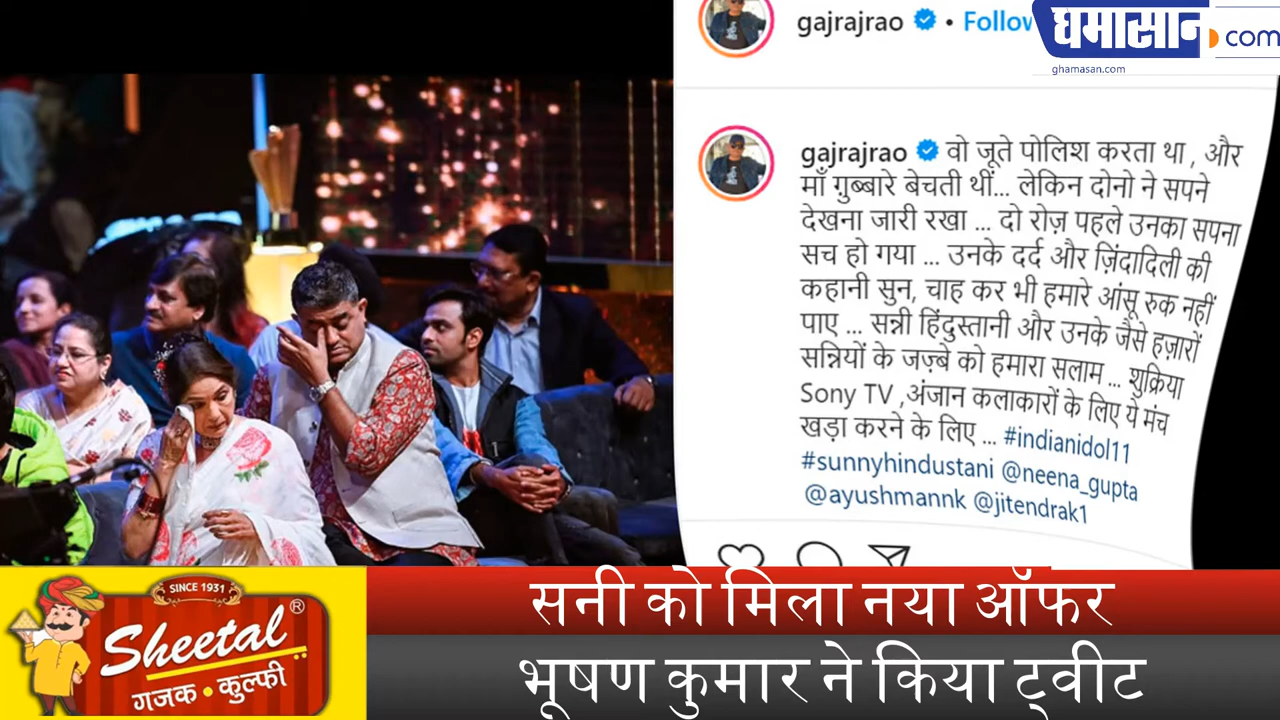 gajrajrao • Follow
घमासान.com
ghamasan.com
gajrajrao वो जूते पोलिश करता था , और
माँ ग़ुब्बारे बेचती थीं... लेकिन दोनो ने सपने
देखना जारी रखा ... दो रोज़ पहले उनका सपना
सच हो गया ... उनके दर्द और ज़िंदादिली की
कहानी सुन, चाह कर भी हमारे आंसू रुक नहीं
पाए ... सन्नी हिंदुस्तानी और उनके जैसे हज़ारों
सन्नियों के जज़्बे को हमारा सलाम ... शुक्रिया
Sony TV ,अंजान कलाकारों के लिए ये मंच
खड़ा करने के लिए ... #indianidol11
#sunnyhindustani @neena_gupta
@ayushmannk @jitendrak1
SINCE 1931
Sheetal®
गजक • कुल्फी
सनी को मिला नया ऑफर
भूषण कुमार ने किया ट्वीट